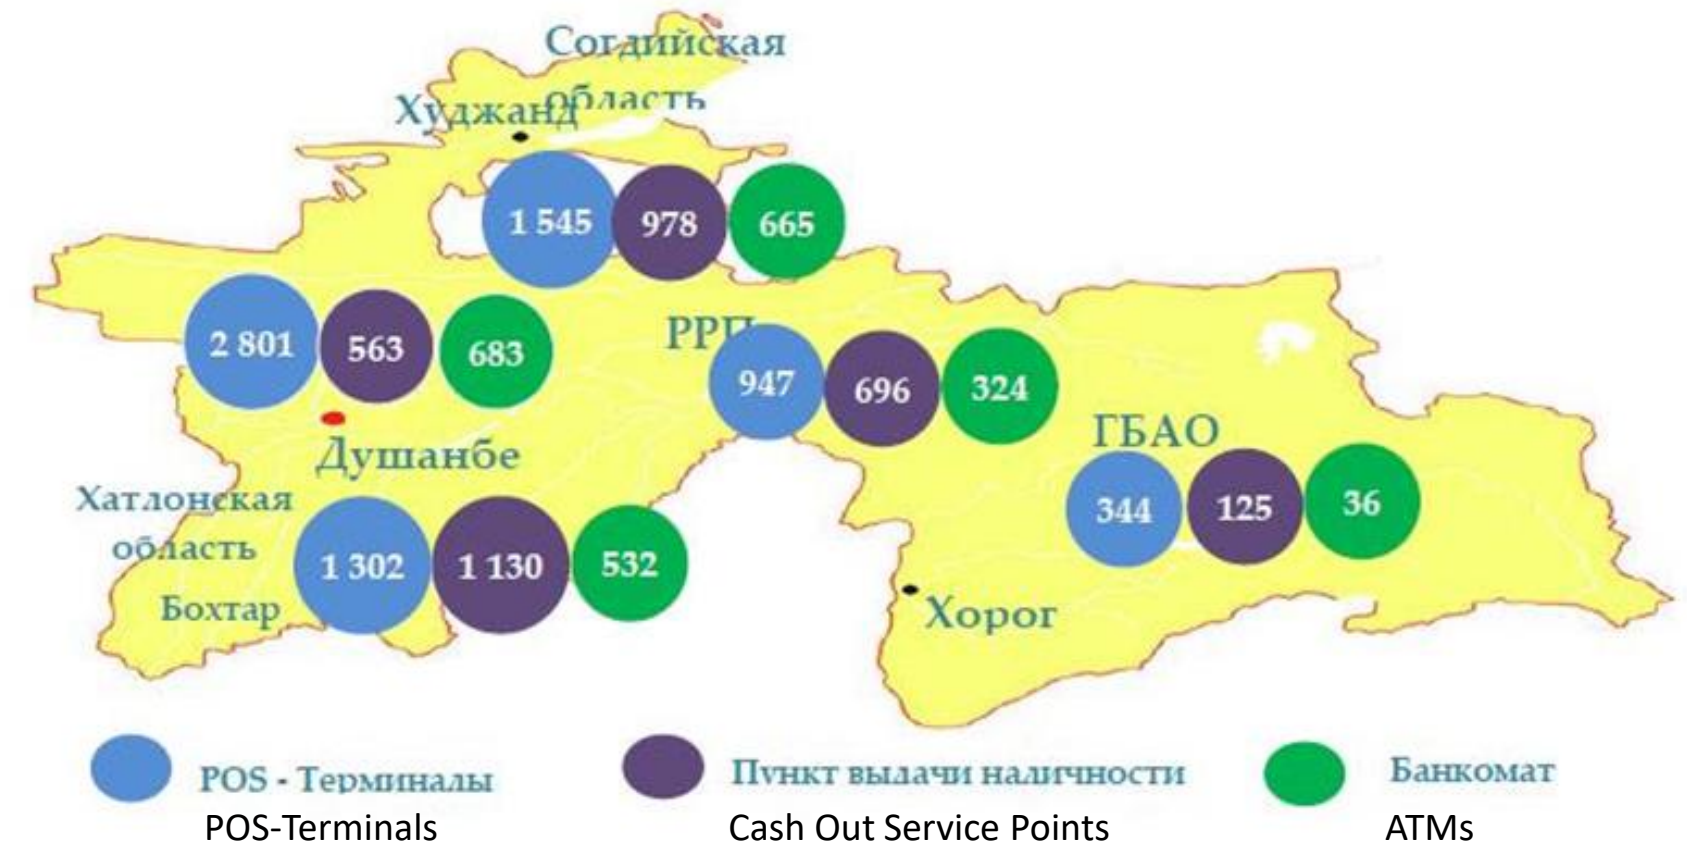 Согдийская
область
Худжанд
1 545 978 665
2 801 563 683
РРП
947 696 324
Душанбе
ГБАО
344 125 36
Хатлонская
область
Бохтар
1 302 1 130 532
Хорог
POS - Терминалы
Пункт выдачи наличности
Банкомат
POS-Terminals
Cash Out Service Points
ATMs